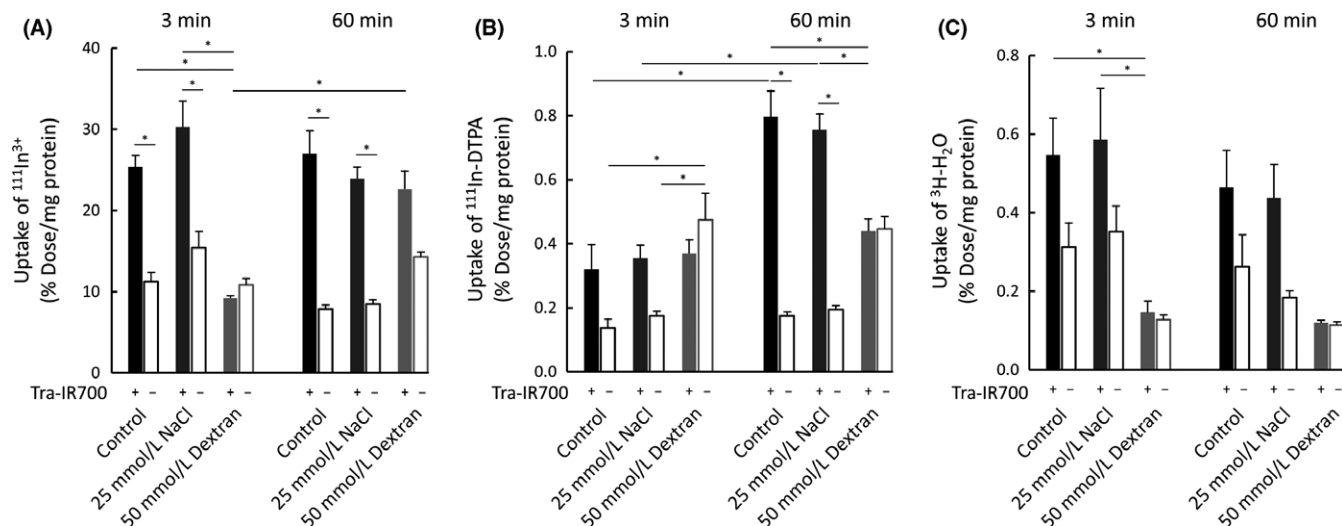 (A)
3 min
60 min
Uptake of ¹¹¹In³⁺
(% Dose/mg protein)
40
30
20
10
0
*
*
*
*
*
*
*
Tra-IR700
+ − + − + − + − + − + −
Control
25 mmol/L NaCl
50 mmol/L Dextran
Control
25 mmol/L NaCl
50 mmol/L Dextran
(B)
3 min
60 min
Uptake of ¹¹¹In-DTPA
(% Dose/mg protein)
1.0
0.8
0.6
0.4
0.2
0.0
*
*
*
*
*
*
*
*
+ − + − + − + − + − + −
Control
25 mmol/L NaCl
50 mmol/L Dextran
Control
25 mmol/L NaCl
50 mmol/L Dextran
(C)
3 min
60 min
Uptake of ³H-H₂O
(% Dose/mg protein)
0.8
0.6
0.4
0.2
0.0
*
*
Tra-IR700
+ − + − + − + − + − + −
Control
25 mmol/L NaCl
50 mmol/L Dextran
Control
25 mmol/L NaCl
50 mmol/L Dextran